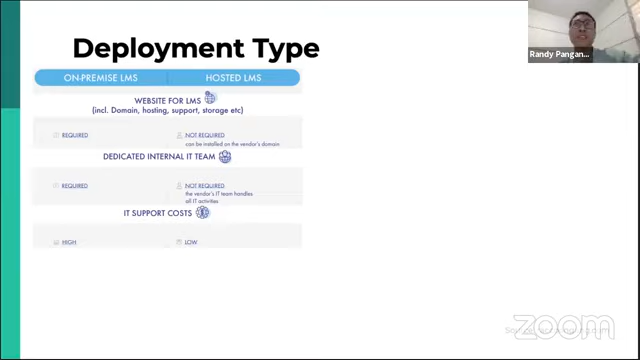 Deployment Type
Randy Pangan...
ON-PREMISE LMS
HOSTED LMS
WEBSITE FOR LMS
(incl. Domain, hosting, support, storage etc)
REQUIRED
NOT REQUIRED
can be installed on the vendor's domain
DEDICATED INTERNAL IT TEAM
REQUIRED
NOT REQUIRED
the vendor's IT team handles
all IT activities
IT SUPPORT COSTS
HIGH
LOW
zoom